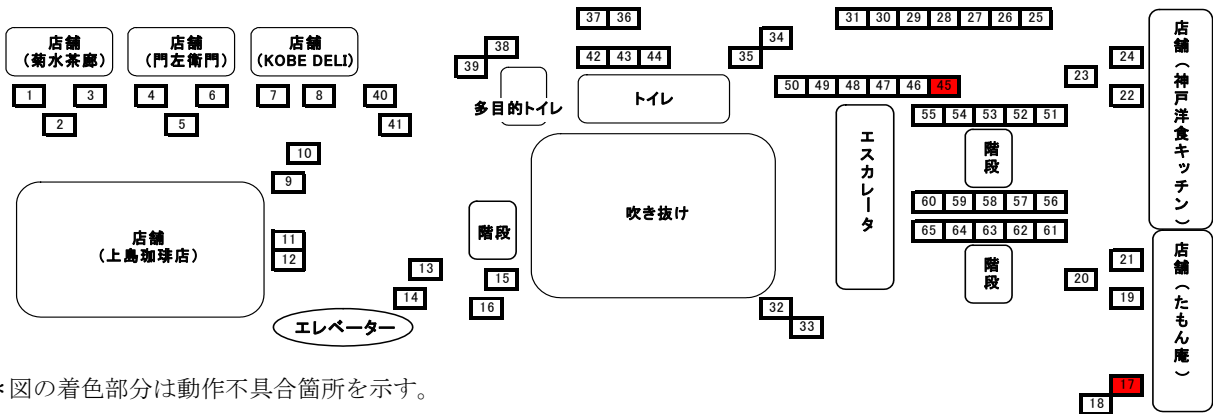 37 36
31 30 29 28 27 26 25
店舗
(菊水茶廊)
店舗
(門左衛門)
店舗
(KOBE DELI)
38
39
42 43 44
34
35
24
23
22
店舗(神戸洋食キッチン)
1 3
2
4 6
5
7 8
40
41
多目的トイレ
トイレ
50 49 48 47 46 45
55 54 53 52 51
階段
エスカレータ
10
9
吹き抜け
60 59 58 57 56
65 64 63 62 61
階段
店舗
(上島珈琲店)
11
12
階段
13
14
15
16
エレベーター
32
33
21
20
19
店舗(たもん庵)
17
18
*図の着色部分は動作不具合箇所を示す。